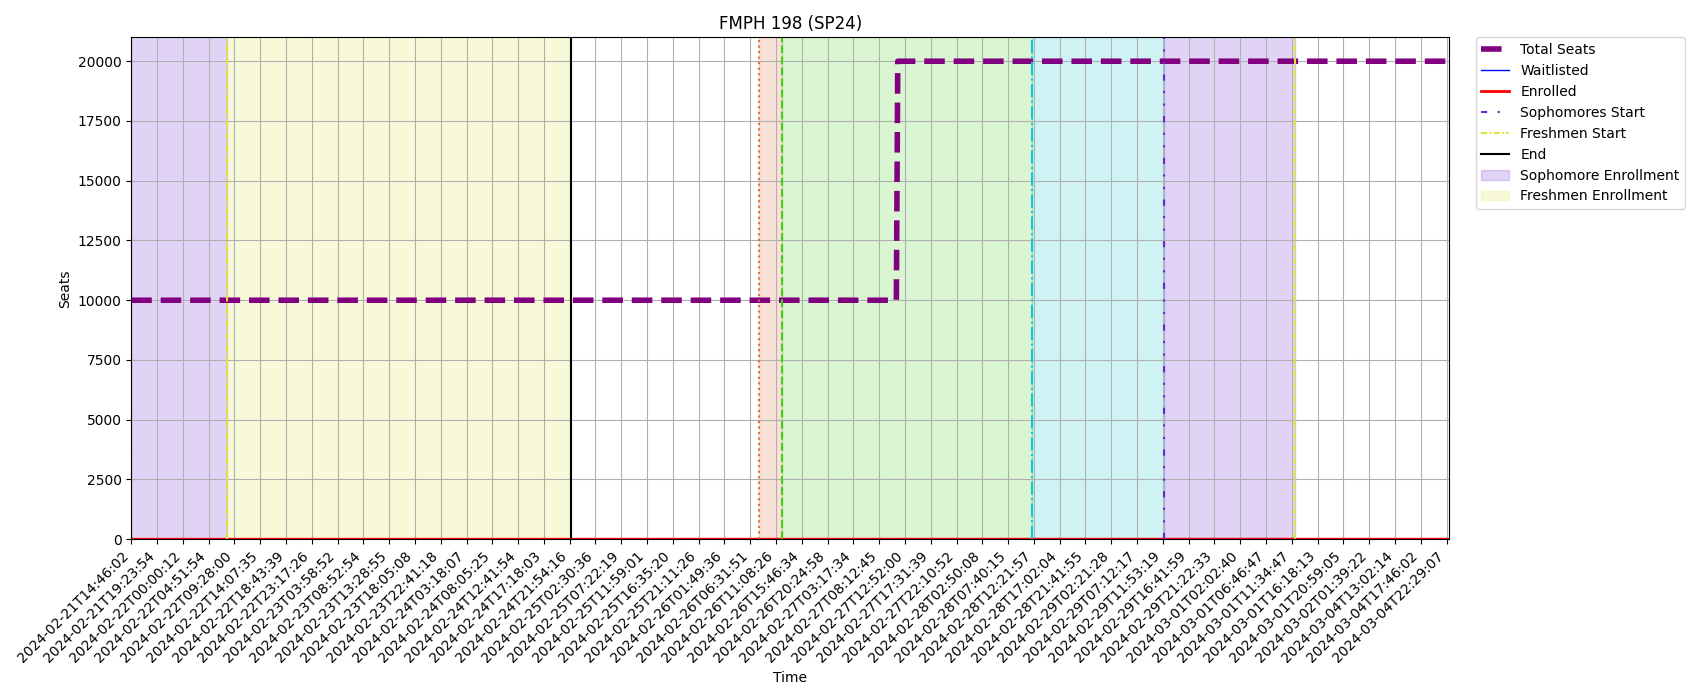 FMPH 198 (SP24)
Total Seats
Waitlisted
Enrolled
Sophomores Start
Freshmen Start
End
Sophomore Enrollment
Freshmen Enrollment
20000
17500
15000
12500
10000
7500
5000
2500
0
Seats
2024-02-21T14:46:02
2024-02-21T19:23:54
2024-02-22T00:00:12
2024-02-22T04:51:54
2024-02-22T09:28:00
2024-02-22T14:07:35
2024-02-22T18:43:39
2024-02-22T23:17:26
2024-02-23T03:58:52
2024-02-23T08:52:54
2024-02-23T13:28:55
2024-02-23T18:05:08
2024-02-23T22:41:18
2024-02-24T03:18:07
2024-02-24T08:05:25
2024-02-24T12:41:54
2024-02-24T17:18:03
2024-02-24T21:54:16
2024-02-25T02:30:36
2024-02-25T07:22:19
2024-02-25T11:59:01
2024-02-25T16:35:20
2024-02-25T21:11:26
2024-02-26T01:49:36
2024-02-26T06:31:51
2024-02-26T11:08:26
2024-02-26T15:46:34
2024-02-26T20:24:58
2024-02-27T03:17:34
2024-02-27T08:12:45
2024-02-27T12:52:00
2024-02-27T17:31:39
2024-02-27T22:10:52
2024-02-28T02:50:08
2024-02-28T07:40:15
2024-02-28T12:21:57
2024-02-28T17:02:04
2024-02-28T21:41:55
2024-02-29T02:21:28
2024-02-29T07:12:17
2024-02-29T11:53:19
2024-02-29T16:41:59
2024-02-29T21:22:33
2024-03-01T02:02:40
2024-03-01T06:46:47
2024-03-01T11:34:47
2024-03-01T16:18:13
2024-03-01T20:59:05
2024-03-02T01:39:22
2024-03-04T13:02:14
2024-03-04T17:46:02
2024-03-04T22:29:07
Time